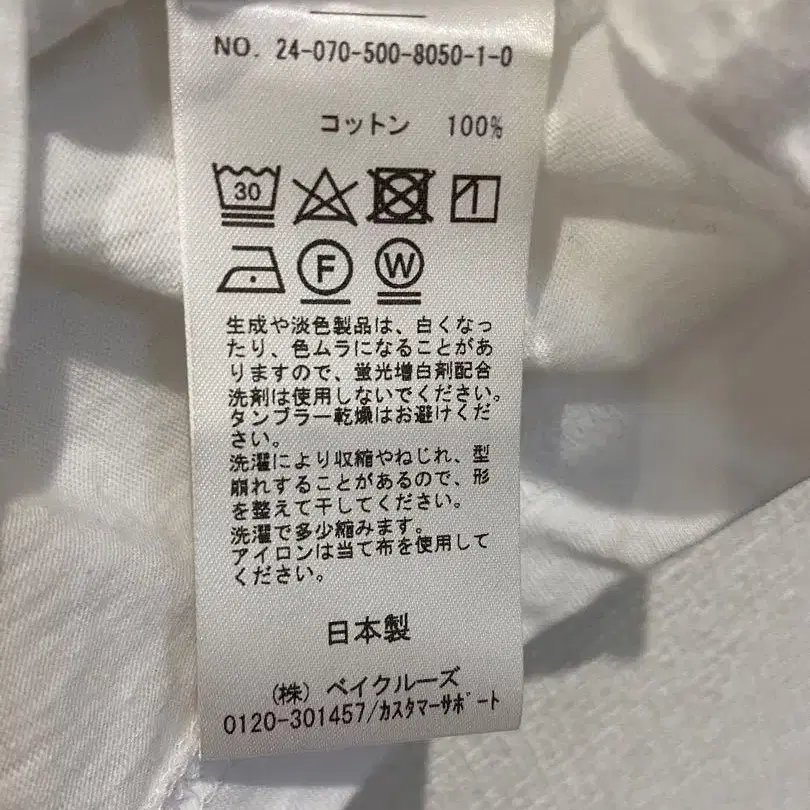 NO. 24-070-500-8050-1-0
コットン 100%
30
F W
生成や淡色製品は、白くなっ
たり、色ムラになることがあ
りますので、蛍光増白剤配合
洗剤は使用しないでください。
タンブラー乾燥はお避けくだ
さい。
洗濯により収縮やねじれ、型
崩れすることがあるので、形
を整えて干してください。
洗濯で多少縮みます。
アイロンは当て布を使用して
ください。
日本製
(株) ベイクルーズ
0120-301457/カスタマーサポート